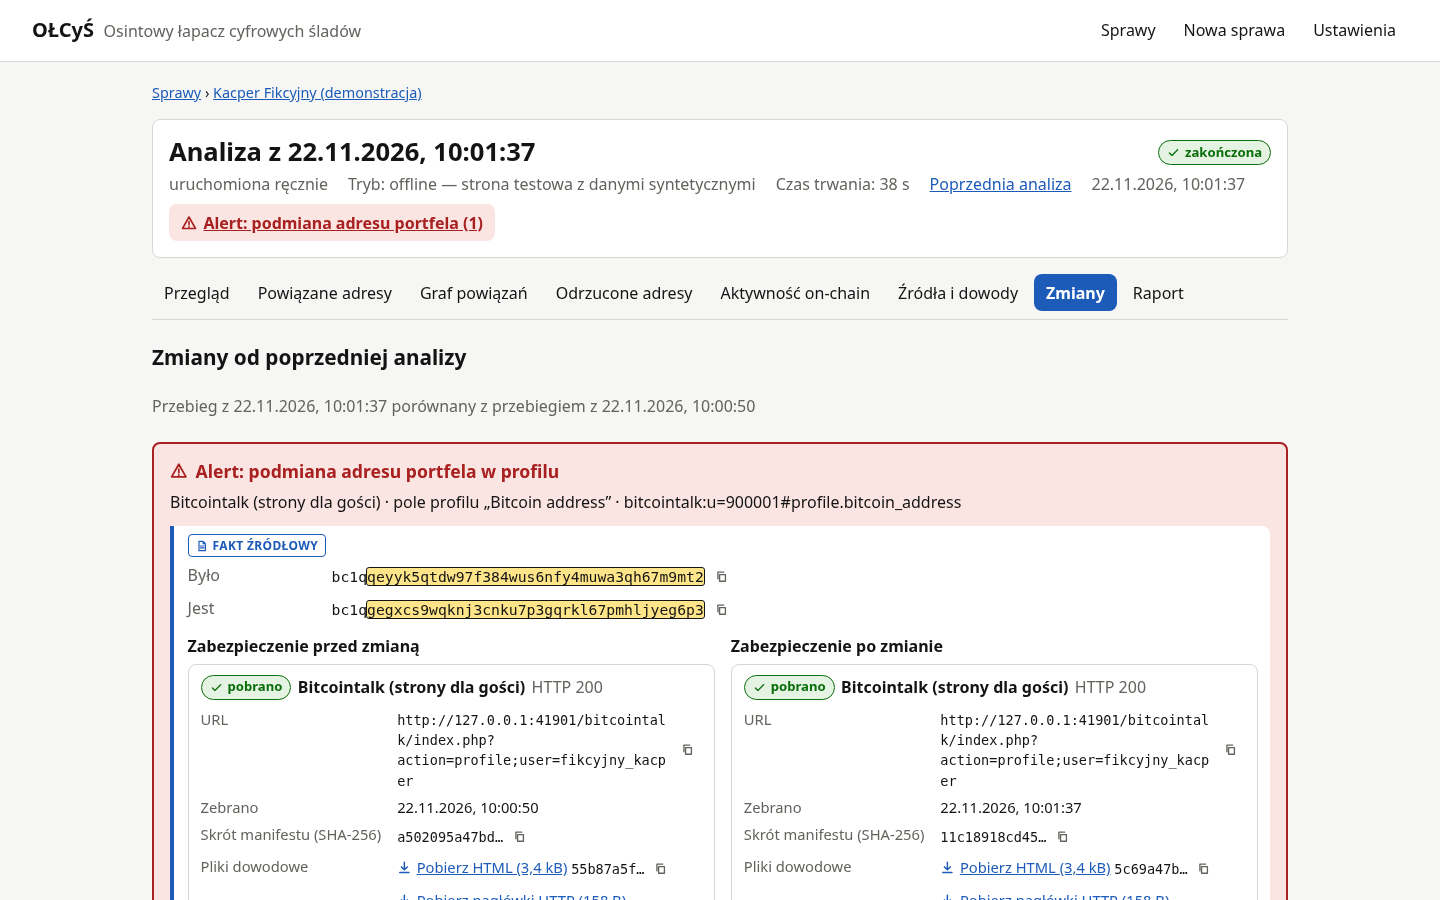 OŁCyŚ Osintowy łapacz cyfrowych śladów Sprawy Nowa sprawa Ustawienia
Sprawy › Kacper Fikcyjny (demonstracja)
Analiza z 22.11.2026, 10:01:37 zakończona
uruchomiona ręcznie Tryb: offline — strona testowa z danymi syntetycznymi Czas trwania: 38 s Poprzednia analiza 22.11.2026, 10:01:37
Alert: podmiana adresu portfela (1)
Przegląd Powiązane adresy Graf powiązań Odrzucone adresy Aktywność on-chain Źródła i dowody Zmiany Raport
Zmiany od poprzedniej analizy
Przebieg z 22.11.2026, 10:01:37 porównany z przebiegiem z 22.11.2026, 10:00:50
Alert: podmiana adresu portfela w profilu
Bitcointalk (strony dla gości) · pole profilu „Bitcoin address” · bitcointalk:u=900001#profile.bitcoin_address
FAKT ŹRÓDŁOWY
Było bc1qqeyyk5qtdw97f384wus6nfy4muwa3qh67m9mt2
Jest bc1qgegxcs9wqknj3cnku7p3gqrkl67pmhljyeg6p3
Zabezpieczenie przed zmianą
pobrano Bitcointalk (strony dla gości) HTTP 200
URL http://127.0.0.1:41901/bitcointal
k/index.php?
action=profile;user=fikcyjny_kacp
er
Zebrano 22.11.2026, 10:00:50
Skrót manifestu (SHA-256) a502095a47bd…
Pliki dowodowe Pobierz HTML (3,4 kB) 55b87a5f…
Pobierz nagłówki HTTP (158 B)
Zabezpieczenie po zmianie
pobrano Bitcointalk (strony dla gości) HTTP 200
URL http://127.0.0.1:41901/bitcointal
k/index.php?
action=profile;user=fikcyjny_kacp
er
Zebrano 22.11.2026, 10:01:37
Skrót manifestu (SHA-256) 11c18918cd45…
Pliki dowodowe Pobierz HTML (3,4 kB) 5c69a47b…
Pobierz nagłówki HTTP (158 B)